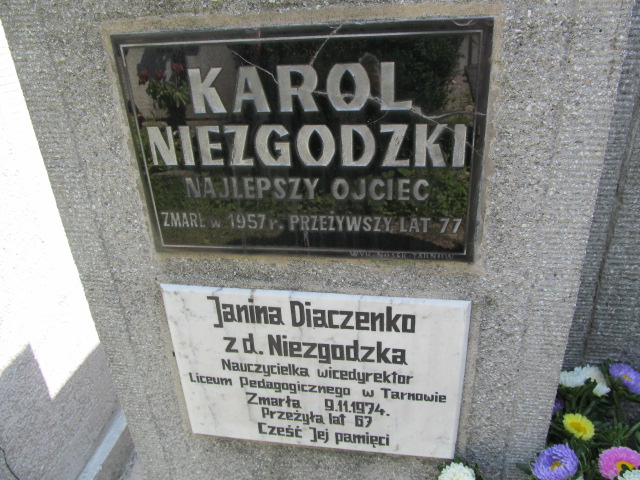 KAROL
NIEZGODZKI
NAJLEPSZY OJCIEC
ZMARŁ w 1957 r. PRZEŻYWSZY LAT 77
Janina Diaczenko
z d. Niezgodzka
Nauczycielka wicedyrektor
Liceum Pedagogicznego w Tarnowie
Zmarła 9.11.1974.
Przeżyła lat 67
Cześć Jej pamięci